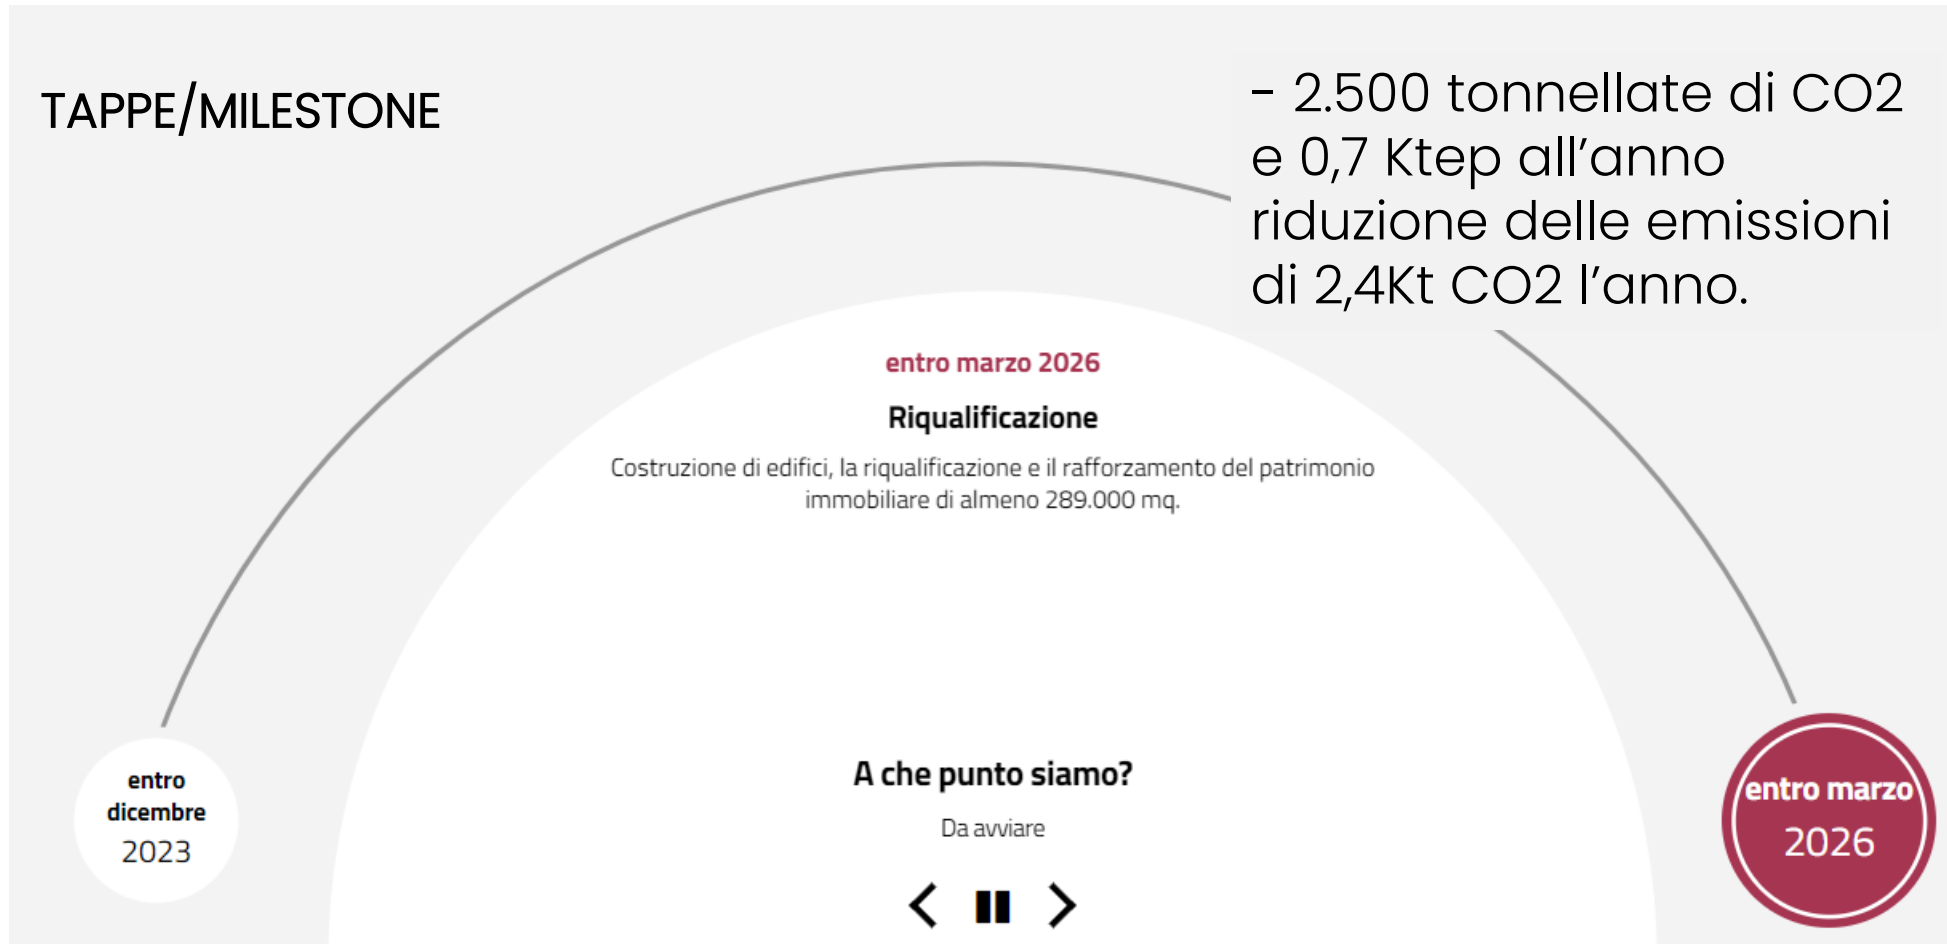 TAPPE/MILESTONE
- 2.500 tonnellate di CO2
e 0,7 Ktep all’anno
riduzione delle emissioni
di 2,4Kt CO2 l’anno.
entro marzo 2026
Riqualificazione
Costruzione di edifici, la riqualificazione e il rafforzamento del patrimonio
immobiliare di almeno 289.000 mq.
A che punto siamo?
Da avviare
entro
dicembre
2023
entro marzo
2026